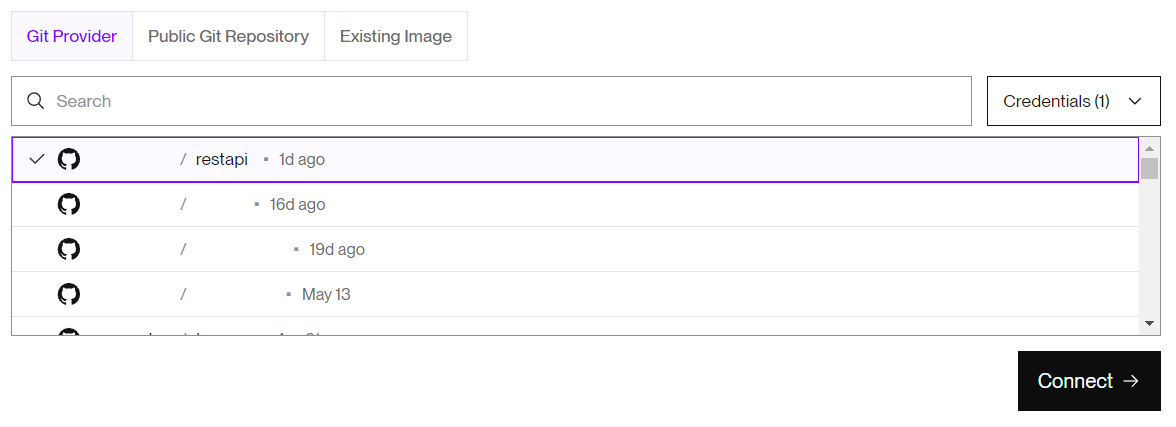 Git Provider Public Git Repository Existing Image
Search Credentials (1)
/ restapi ▪ 1d ago
/ ▪ 16d ago
/ ▪ 19d ago
/ ▪ May 13
Connect →